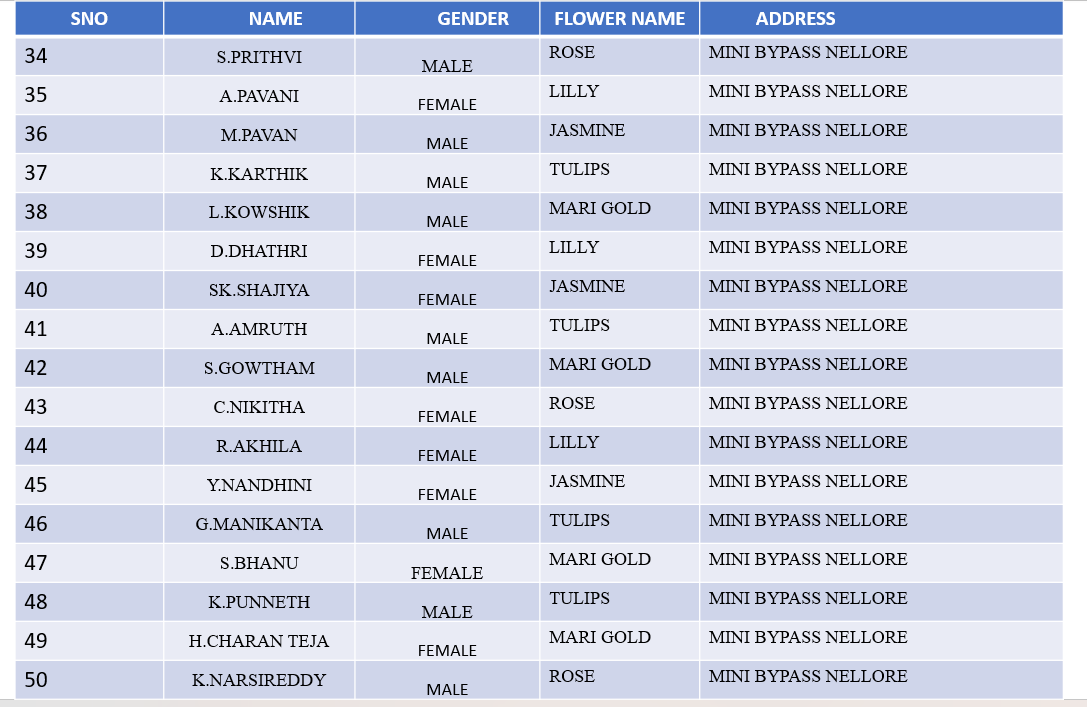 SNO NAME GENDER FLOWER NAME ADDRESS
34 S.PRITHVI MALE ROSE MINI BYPASS NELLORE
35 A.PAVANI FEMALE LILLY MINI BYPASS NELLORE
36 M.PAVAN MALE JASMINE MINI BYPASS NELLORE
37 K.KARTHIK MALE TULIPS MINI BYPASS NELLORE
38 L.KOWSHIK MALE MARI GOLD MINI BYPASS NELLORE
39 D.DHATHRI FEMALE LILLY MINI BYPASS NELLORE
40 SK.SHAJIYA FEMALE JASMINE MINI BYPASS NELLORE
41 A.AMRUTH MALE TULIPS MINI BYPASS NELLORE
42 S.GOWTHAM MALE MARI GOLD MINI BYPASS NELLORE
43 C.NIKITHA FEMALE ROSE MINI BYPASS NELLORE
44 R.AKHILA FEMALE LILLY MINI BYPASS NELLORE
45 Y.NANDHINI FEMALE JASMINE MINI BYPASS NELLORE
46 G.MANIKANTA MALE TULIPS MINI BYPASS NELLORE
47 S.BHANU FEMALE MARI GOLD MINI BYPASS NELLORE
48 K.PUNNETH MALE TULIPS MINI BYPASS NELLORE
49 H.CHARAN TEJA FEMALE MARI GOLD MINI BYPASS NELLORE
50 K.NARSIREDDY MALE ROSE MINI BYPASS NELLORE